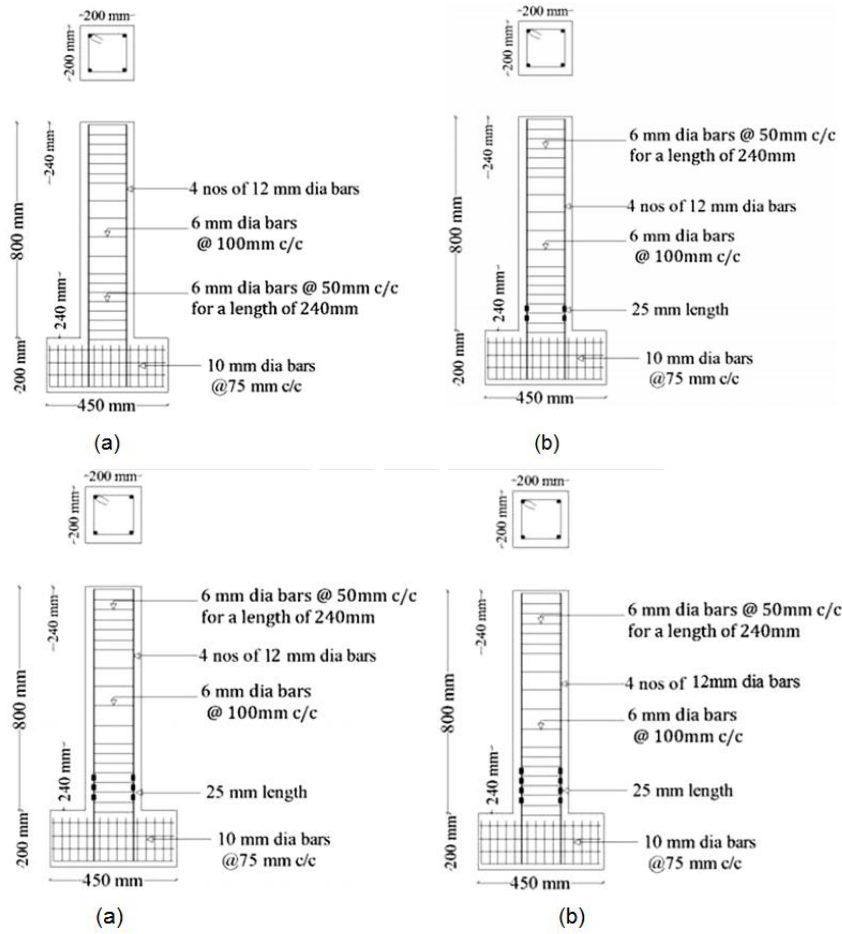 200 mm
200 mm
240 mm
800 mm
4 nos of 12 mm dia bars
6 mm dia bars
@ 100mm c/c
240 mm
6 mm dia bars @ 50mm c/c
for a length of 240mm
200 mm
10 mm dia bars
@75 mm c/c
450 mm
(a)
200 mm
200 mm
240 mm
800 mm
6 mm dia bars @ 50mm c/c
for a length of 240mm
4 nos of 12 mm dia bars
6 mm dia bars
@ 100mm c/c
240 mm
25 mm length
200 mm
10 mm dia bars
@75 mm c/c
450 mm
(b)
200 mm
200 mm
240 mm
800 mm
6 mm dia bars @ 50mm c/c
for a length of 240mm
4 nos of 12 mm dia bars
6 mm dia bars
@ 100mm c/c
240 mm
25 mm length
200 mm
10 mm dia bars
@75 mm c/c
450 mm
(a)
200 mm
200 mm
240 mm
800 mm
6 mm dia bars @ 50mm c/c
for a length of 240mm
4 nos of 12mm dia bars
6 mm dia bars
@ 100mm c/c
240 mm
25 mm length
200 mm
10 mm dia bars
@75 mm c/c
450 mm
(b)